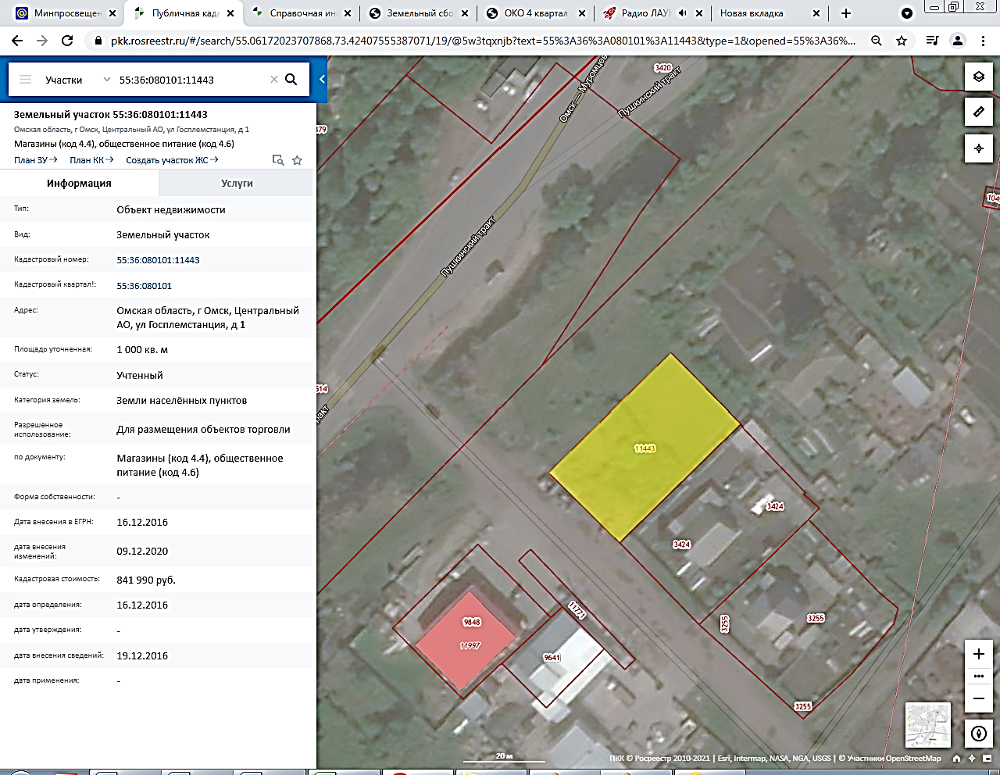 Минпросвещен
Публичная када
Справочная ин
Земельный сбо
ОКО 4 квартал
Радио ЛАУН
Новая вкладка
pkk.rosreestr.ru/#/search/55.06172023707868,73.42407555387071/19/@5w3tqxnjb?text=55%3A36%3A080101%3A11443&type=1&opened=55%3A36%...
Участки
55:36:080101:11443
Земельный участок 55:36:080101:11443
Омская область, г Омск, Центральный АО, ул Госплемстанция, д 1
Магазины (код 4.4), общественное питание (код 4.6)
План ЗУ→
План КК→
Создать участок ЖС→
Информация
Услуги
Тип:
Объект недвижимости
Вид:
Земельный участок
Кадастровый номер:
55:36:080101:11443
Кадастровый квартал!:
55:36:080101
Адрес:
Омская область, г Омск, Центральный
АО, ул Госплемстанция, д 1
Площадь уточненная:
1 000 кв. м
Статус:
Учтенный
Категория земель:
Земли населённых пунктов
Разрешенное
использование:
Для размещения объектов торговли
по документу:
Магазины (код 4.4), общественное
питание (код 4.6)
Форма собственности:
-
Дата внесения в ЕГРН:
16.12.2016
дата внесения
изменений:
09.12.2020
Кадастровая стоимость:
841 990 руб.
дата определения:
16.12.2016
дата утверждения:
-
дата внесения сведений:
19.12.2016
дата применения:
-
3420
Омск — Муромцев
Пушкинский тракт
379
104
Пушкинский тракт
514
ракт
11443
3424
3424
3255
3255
3255
11771
9848
11997
9641
20 м
ПКК © Росреестр 2010-2021 | Esri, Intermap, NASA, NGA, USGS | © Участники OpenStreetMap